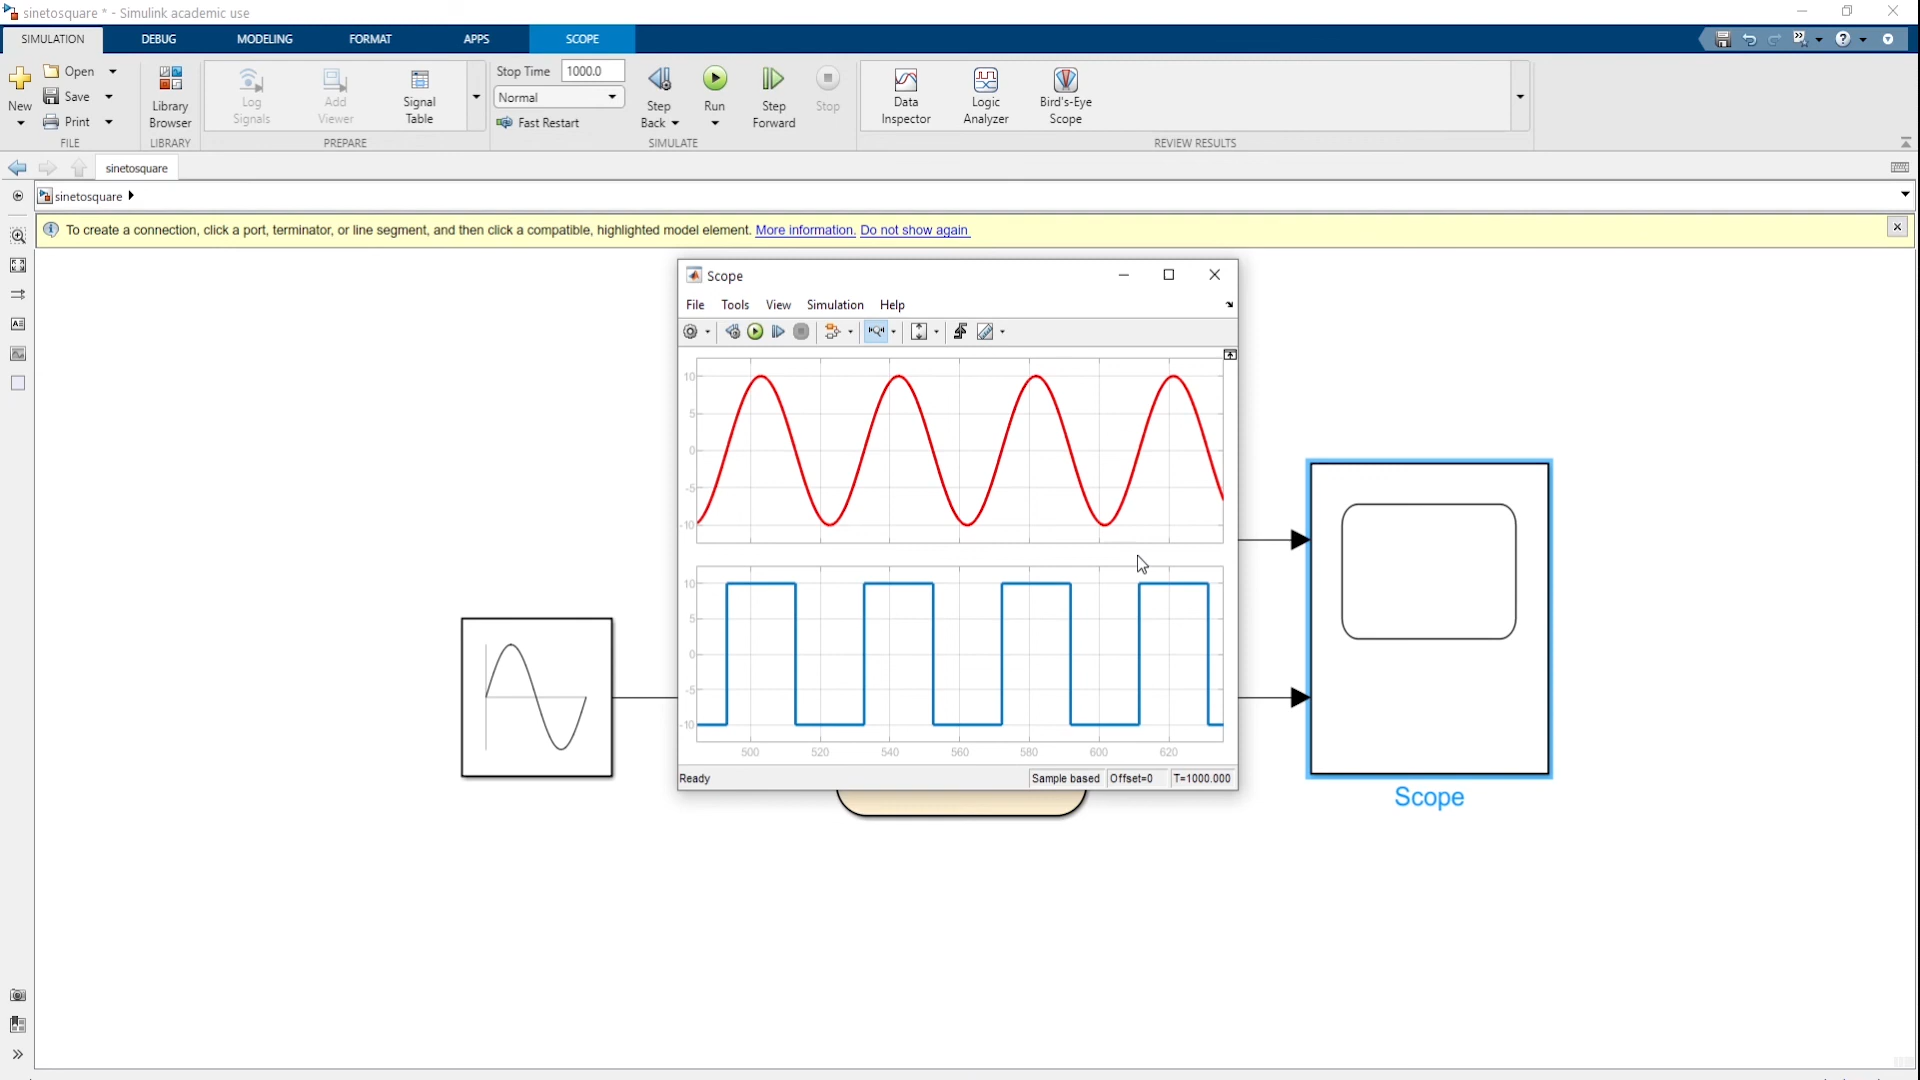 sinetosquare * - Simulink academic use
SIMULATION DEBUG MODELING FORMAT APPS SCOPE
New
Open
Save
Print
FILE
Library
Browser
LIBRARY
Log
Signals
Add
Viewer
Signal
Table
PREPARE
Stop Time 1000.0
Normal
Fast Restart
Step
Back
Run
Step
Forward
Stop
SIMULATE
Data
Inspector
Logic
Analyzer
Bird's-Eye
Scope
REVIEW RESULTS
sinetosquare
sinetosquare
To create a connection, click a port, terminator, or line segment, and then click a compatible, highlighted model element. More information. Do not show again
Scope
File Tools View Simulation Help
10
5
0
-5
-10
10
5
0
-5
-10
500 520 540 560 580 600 620
Ready Sample based Offset=0 T=1000.000
Scope